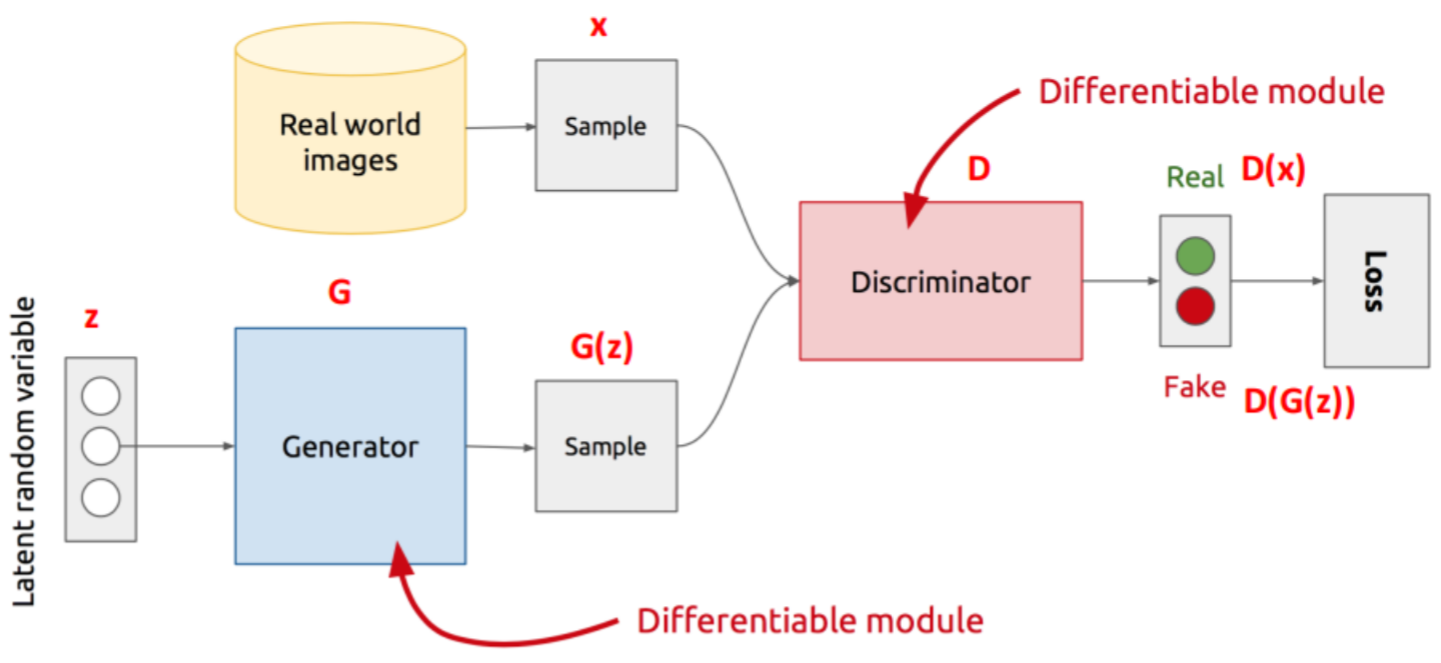 x
Real world
images
Sample
Differentiable module
D
Real
D(x)
Discriminator
Loss
Fake
D(G(z))
Latent random variable
z
G
Generator
G(z)
Sample
Differentiable module